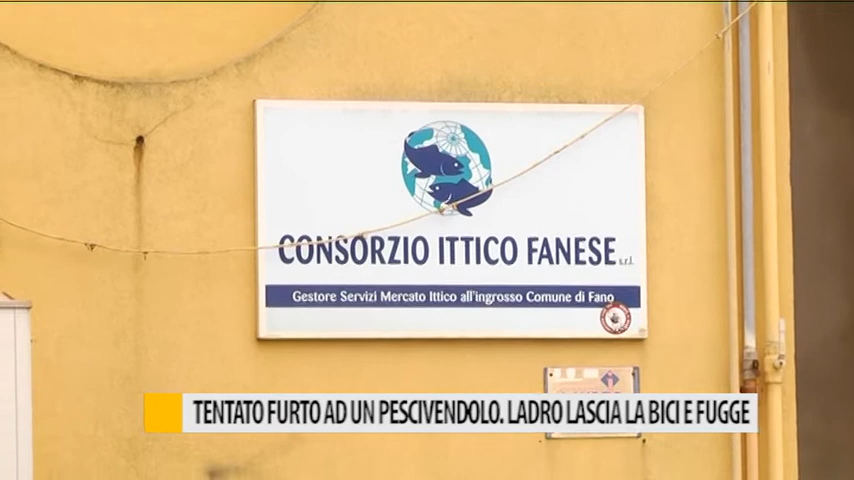 CONSORZIO ITTICO FANESE s.r.l.
Gestore Servizi Mercato Ittico all'ingrosso Comune di Fano
TENTATO FURTO AD UN PESCIVENDOLO. LADRO LASCIA LA BICI E FUGGE